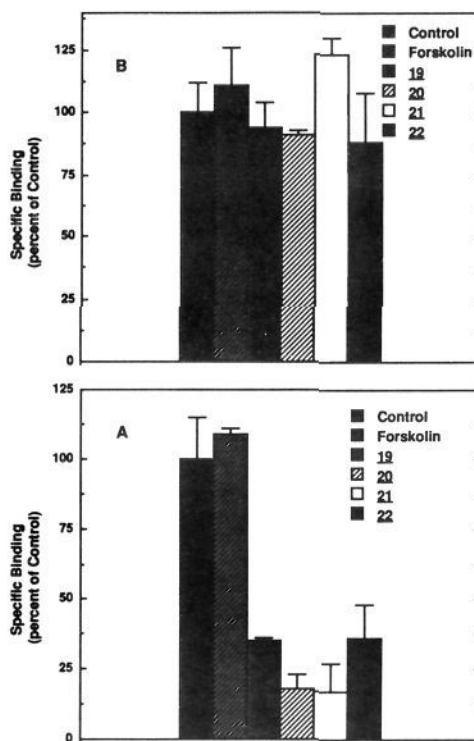 B
Control
Forskolin
19
20
21
22
125
100
75
50
25
0
Specific Binding
(percent of Control)
A
Control
Forskolin
19
20
21
22
125
100
75
50
25
0
Specific Binding
(percent of Control)